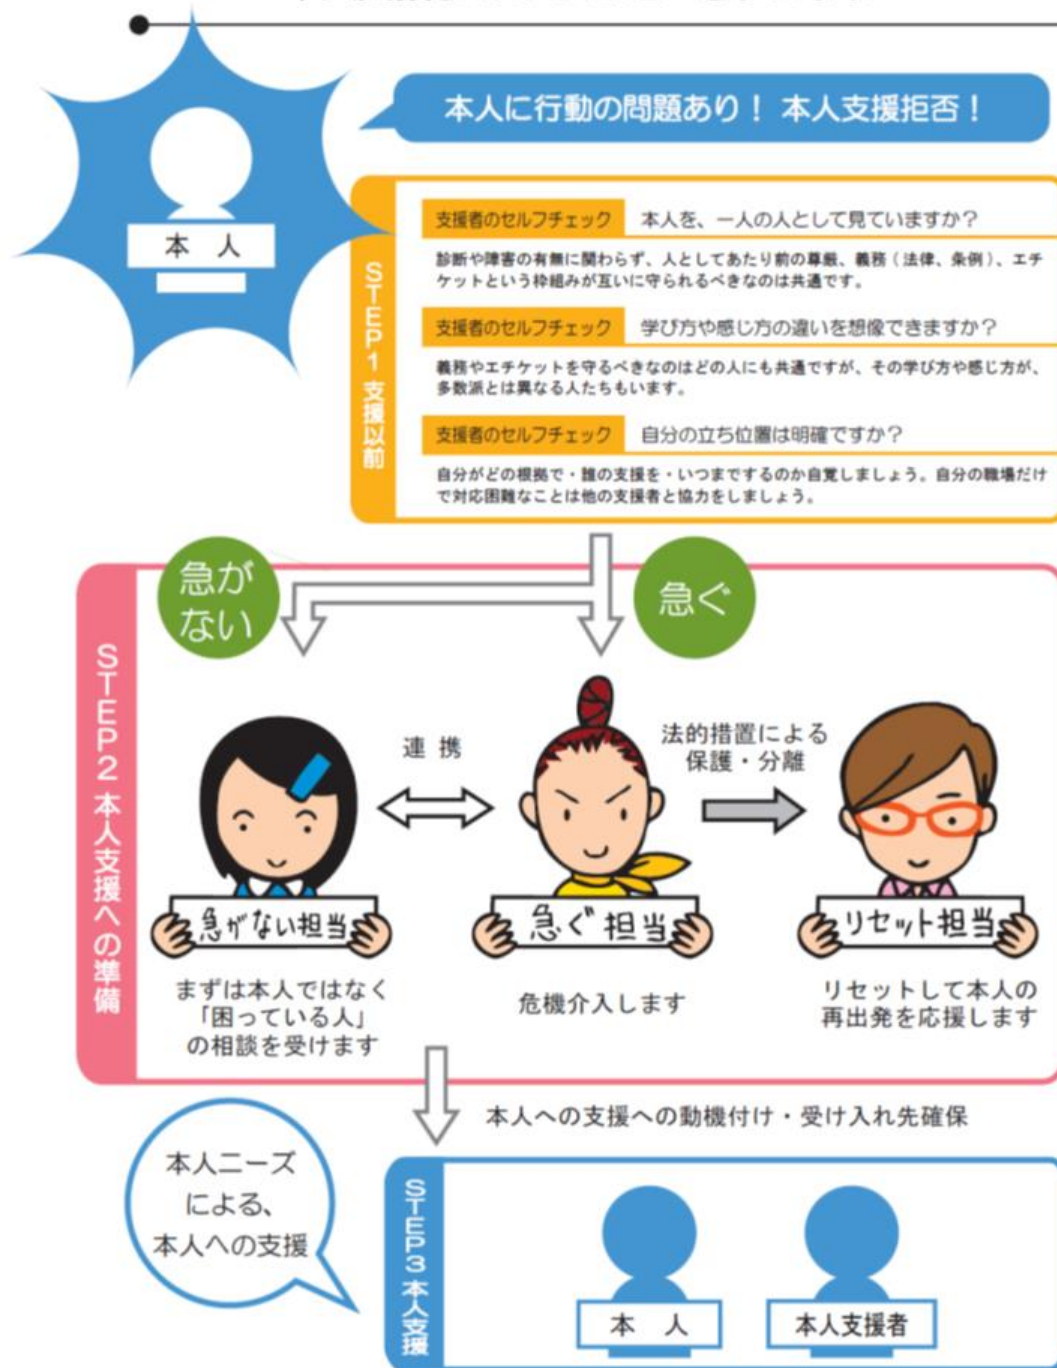 本人に行動の問題あり！ 本人支援拒否！
本 人
STEP1 支援以前
支援者のセルフチェック 本人を、一人の人として見ていますか？
診断や障害の有無に関わらず、人としてあたり前の尊厳、義務（法律、条例）、エチ
ケットという枠組みが互いに守られるべきなのは共通です。
支援者のセルフチェック 学び方や感じ方の違いを想像できますか？
義務やエチケットを守るべきなのはどの人にも共通ですが、その学び方や感じ方が、
多数派とは異なる人たちもいます。
支援者のセルフチェック 自分の立ち位置は明確ですか？
自分がどの根拠で・誰の支援を・いつまでするのか自覚しましょう。自分の職場だけ
で対応困難なことは他の支援者と協力をしましょう。
急が
ない
急ぐ
STEP2 本人支援への準備
連 携
法的措置による
保護・分離
急がない担当
急ぐ担当
リセット担当
まずは本人ではなく
「困っている人」
の相談を受けます
危機介入します
リセットして本人の
再出発を応援します
本人への支援への動機付け・受け入れ先確保
本人ニーズ
による、
本人への支援
STEP3 本人支援
本 人
本人支援者